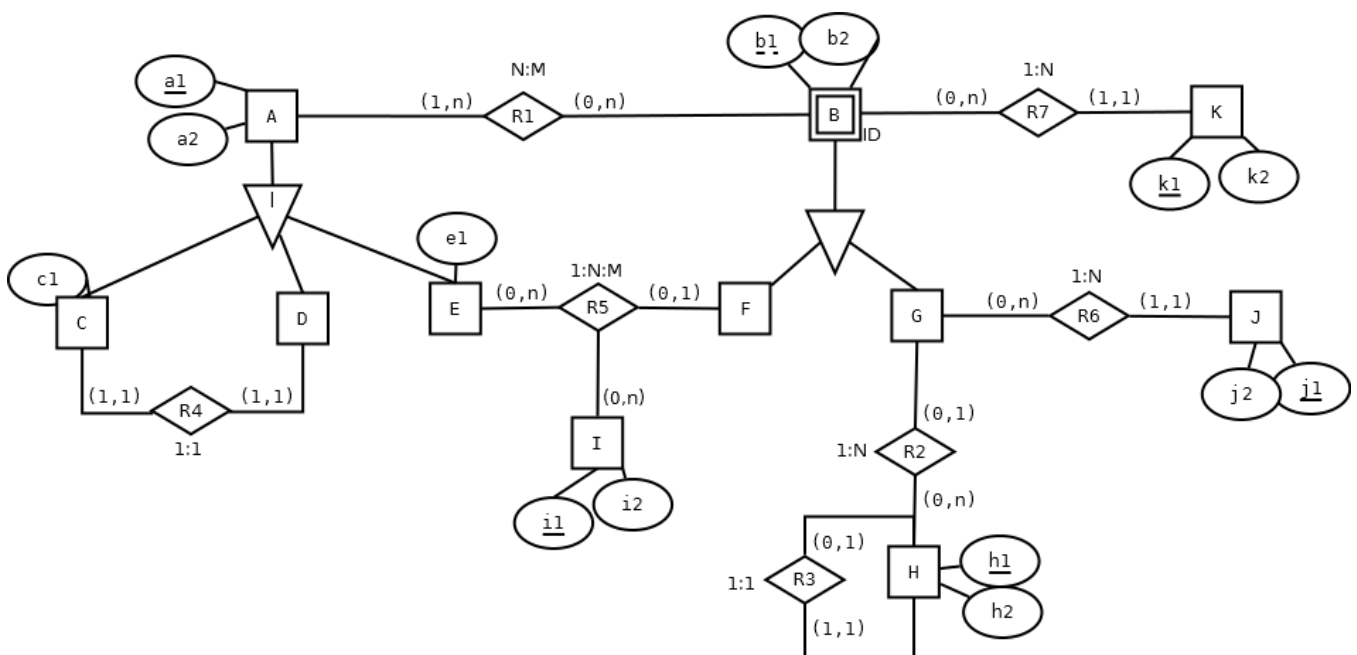 b1 b2
N:M 1:N
a1
(1,n) (0,n) (0,n) (1,1)
A R1 B R7 K
a2 ID
k1 k2
I
e1
c1 1:N:M 1:N
(0,n) (0,1) (0,n) (1,1)
C D E R5 F G R6 J
(1,1) (1,1) (0,n) j2 j1
R4 (0,1)
1:1 I 1:N R2
i1 i2 (0,n)
(0,1)
H h1
1:1 R3
h2
(1,1)